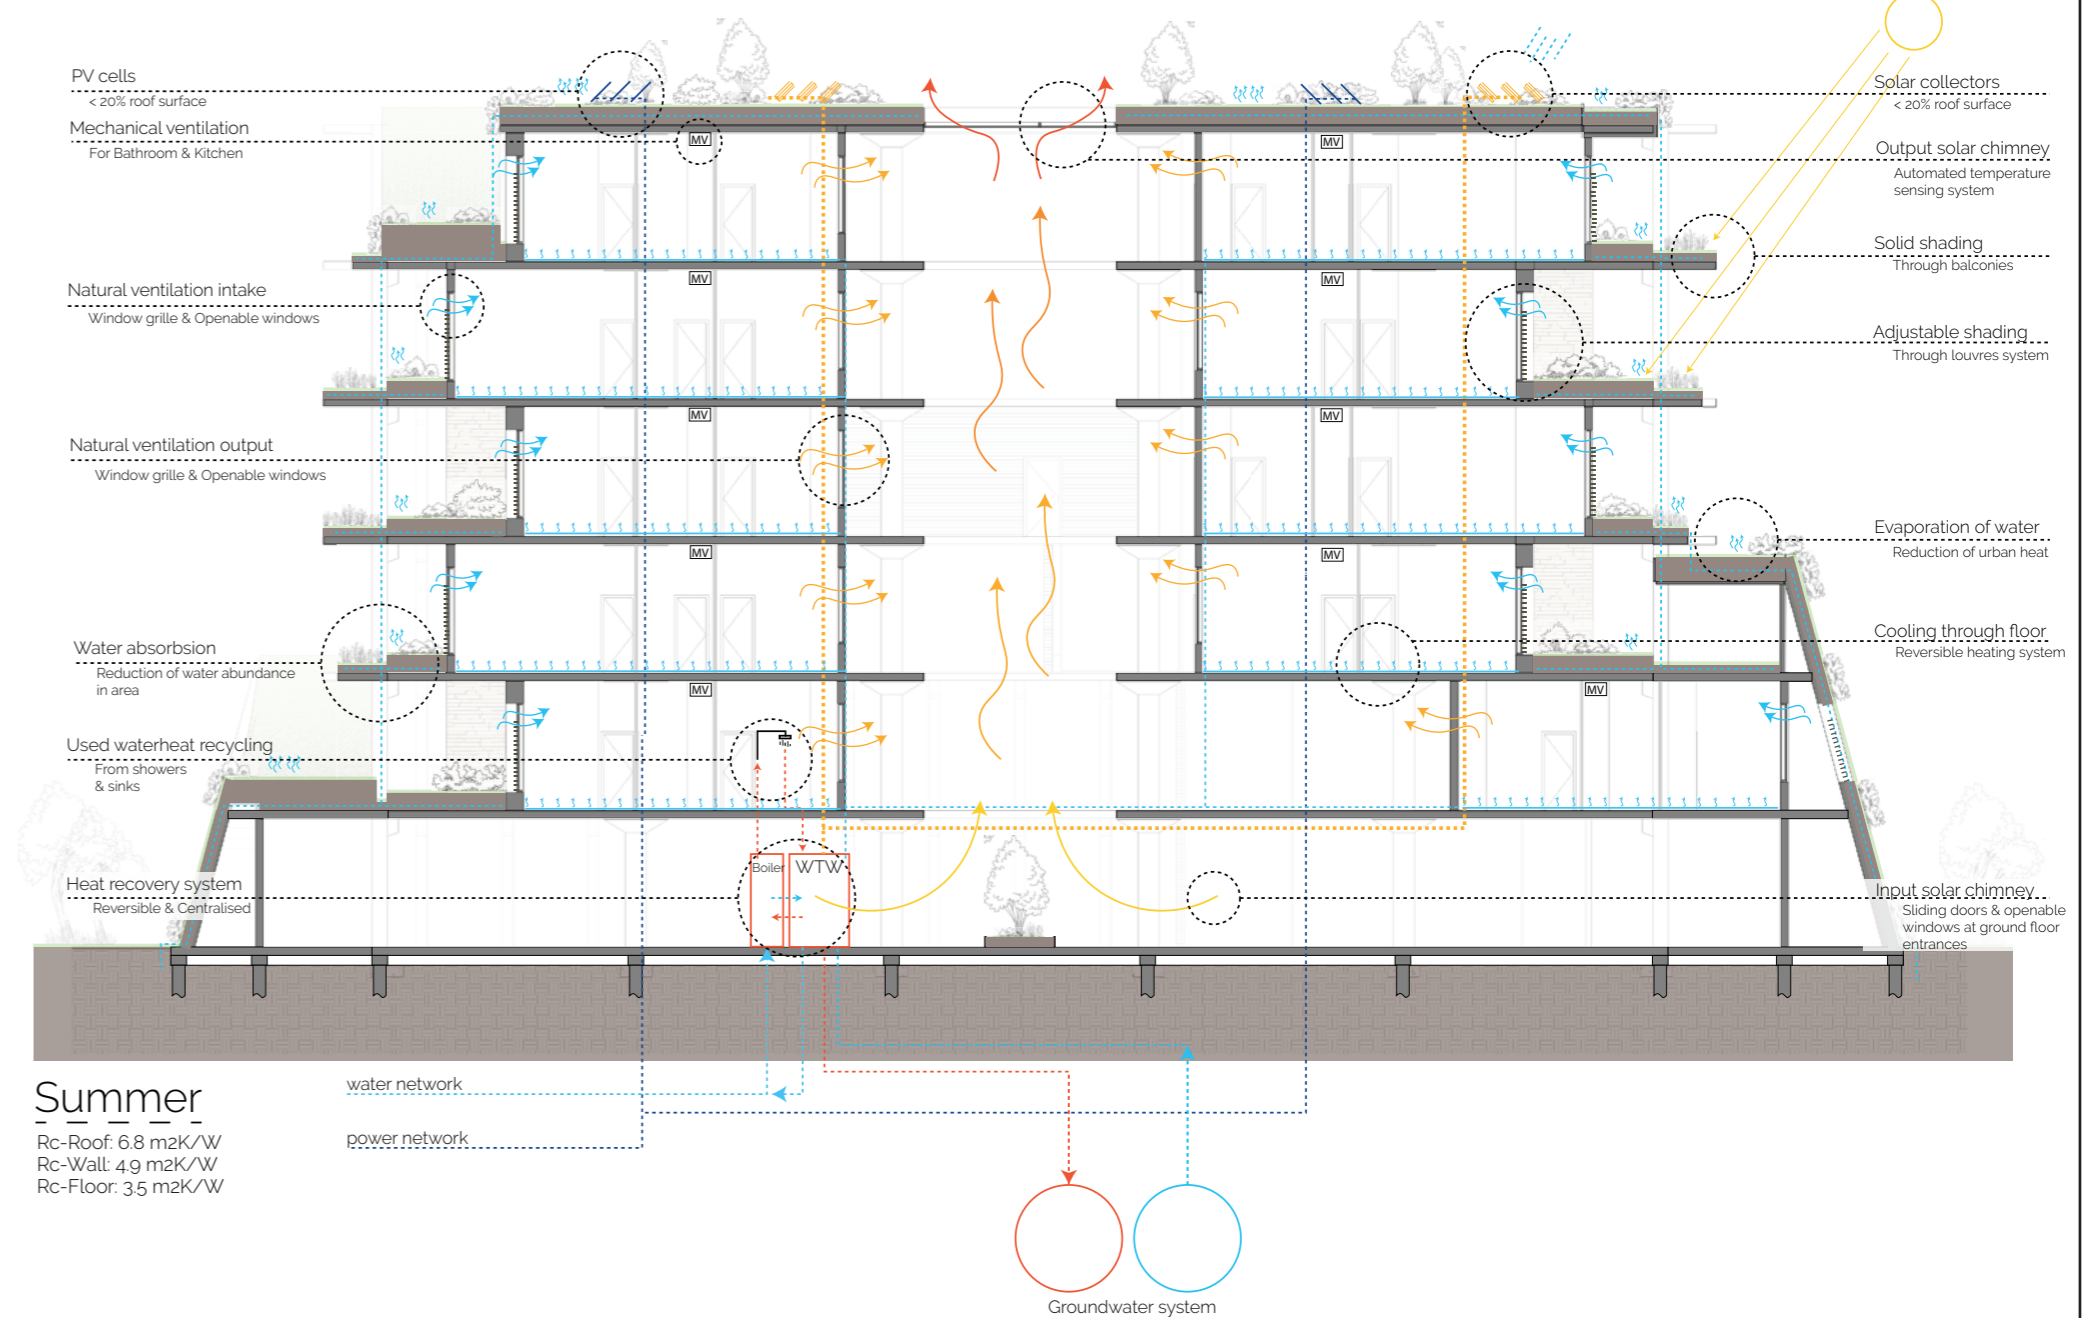 PV cells
< 20% roof surface
Mechanical ventilation
For Bathroom & Kitchen
Natural ventilation intake
Window grille & Openable windows
Natural ventilation output
Window grille & Openable windows
Water absorbsion
Reduction of water abundance
in area
Used waterheat recycling
From showers
& sinks
Heat recovery system
Reversible & Centralised
MV
MV
MV
MV
MV
MV
MV
MV
MV
MV
Boiler
WTW
Solar collectors
< 20% roof surface
Output solar chimney
Automated temperature
sensing system
Solid shading
Through balconies
Adjustable shading
Through louvres system
Evaporation of water
Reduction of urban heat
Cooling through floor
Reversible heating system
Input solar chimney
Sliding doors & openable
windows at ground floor
entrances
Summer
Rc-Roof: 6.8 m2K/W
Rc-Wall: 4.9 m2K/W
Rc-Floor: 3.5 m2K/W
water network
power network
Groundwater system